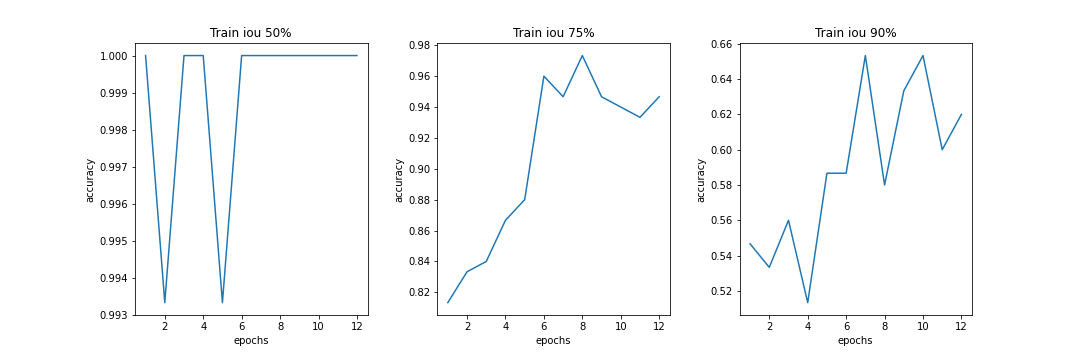 Train iou 50%
1.000
0.999
0.998
0.997
0.996
0.995
0.994
0.993
accuracy
2 4 6 8 10 12
epochs
Train iou 75%
0.98
0.96
0.94
0.92
0.90
0.88
0.86
0.84
0.82
accuracy
2 4 6 8 10 12
epochs
Train iou 90%
0.66
0.64
0.62
0.60
0.58
0.56
0.54
0.52
accuracy
2 4 6 8 10 12
epochs